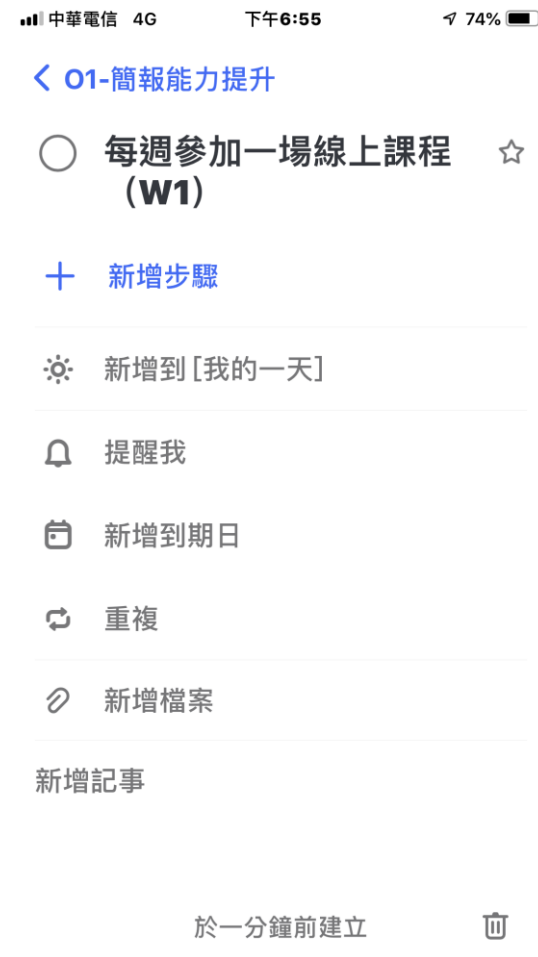 中華電信 4G 下午6:55 74%
O1-簡報能力提升
每週參加一場線上課程
（W1）
新增步驟
新增到 [我的一天]
提醒我
新增到期日
重複
新增檔案
新增記事
於一分鐘前建立